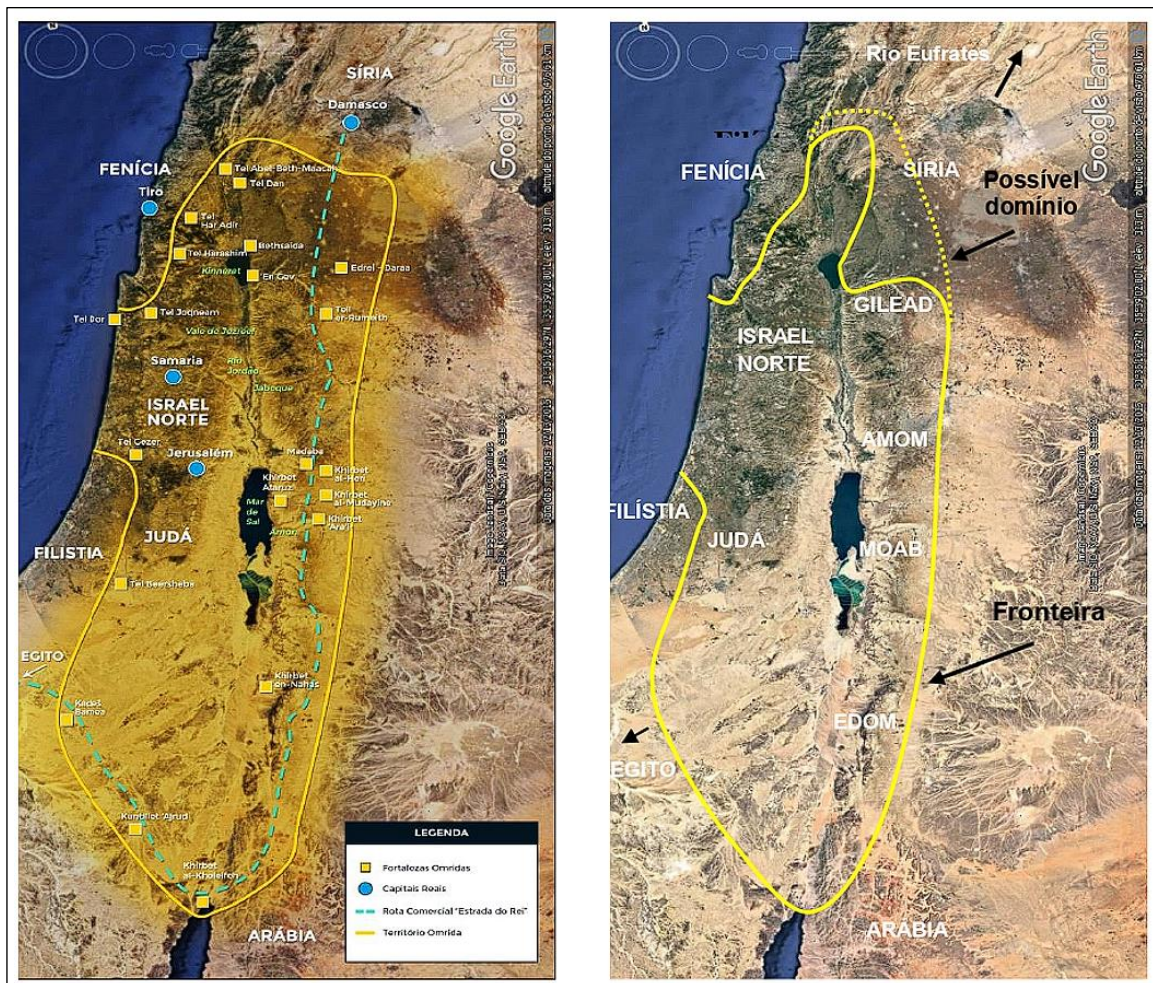 N
SÍRIA
Damasco
FENÍCIA
Tiro
Tel Abel-Beth-Maacah
Tel Dan
Tel
Har Adir
Tel Harashim
Bethsaida
Kinneret
En Gev
Edrei - Daraa
Tel Dor
Tel Joqneam
Tell
er-Rumeith
Vale de Jezreel
Samaria
Rio
Jordão
Jaboque
ISRAEL
NORTE
Tel Gezer
Jerusalém
Madaba
Khirbet
al-Heri
Khirbet
Ataruz
Khirbet
al-Mudayina
Mar
de
Sal
Khirbet
'Ara'ir
Arnon
JUDÁ
FILISTIA
Tel Beersheba
EGITO
Khirbet
en-Nahas
Kades
Barnea
Kuntillet 'Ajrud
Khirbet
al-Kheleifeh
ARÁBIA
LEGENDA
Fortalezas Omridas
Capitais Reais
Rota Comercial "Estrada do Rei"
Território Omrida
Google Earth
N
Rio Eufrates
FENÍCIA
SÍRIA
Possível
domínio
GILEAD
ISRAEL
NORTE
AMOM
FILÍSTIA
JUDÁ
MOAB
Fronteira
EDOM
EGITO
ARÁBIA
Google Earth